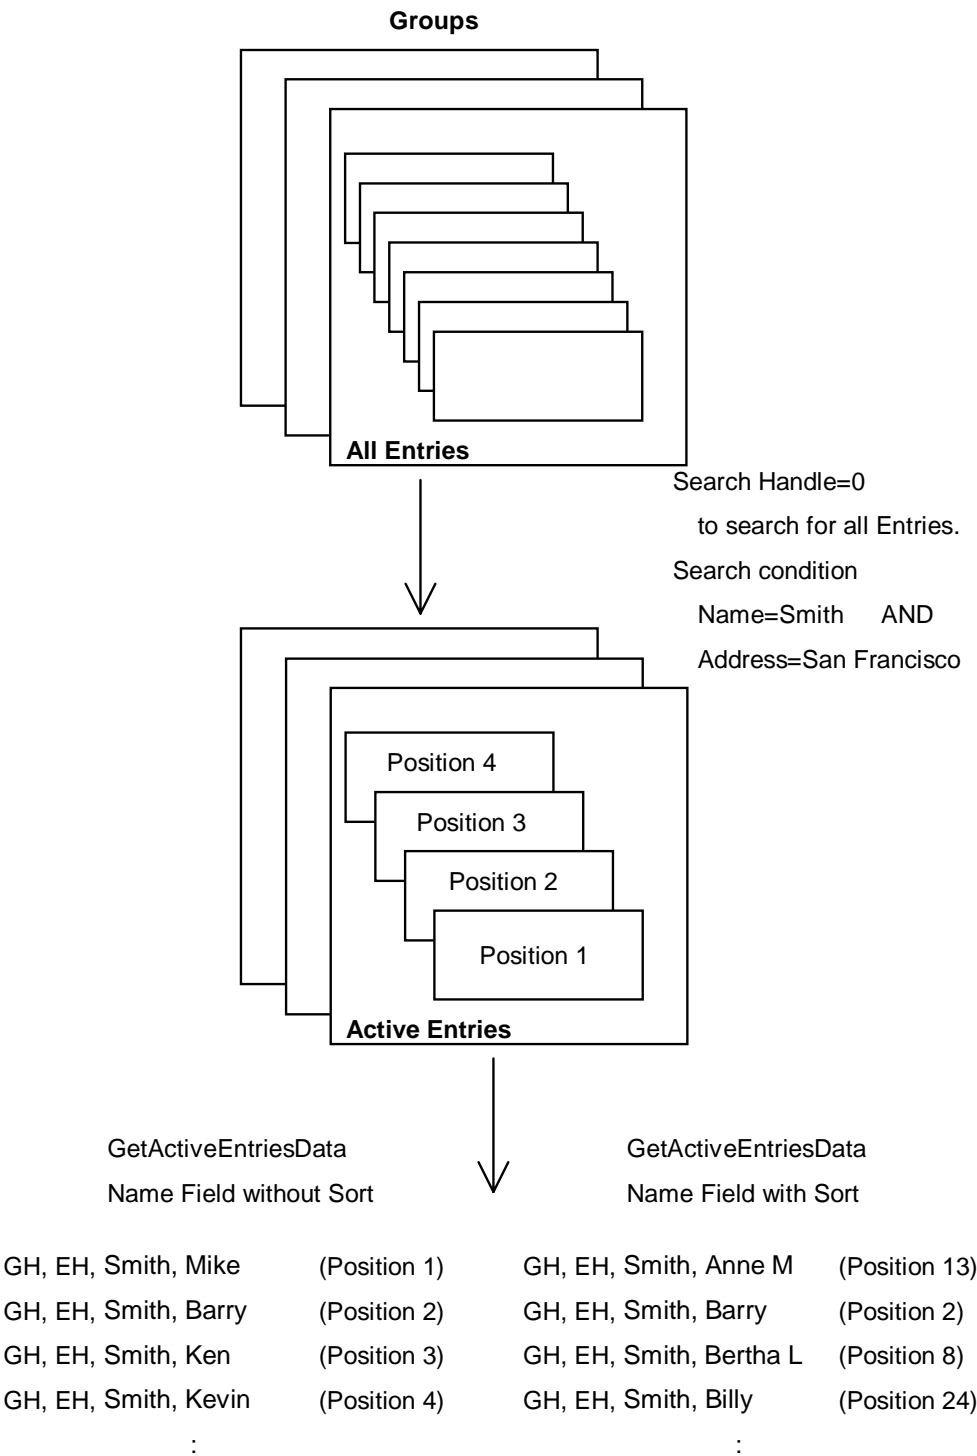 Groups
All Entries
Search Handle=0
to search for all Entries.
Search condition
Name=Smith AND
Address=San Francisco
Position 4
Position 3
Position 2
Position 1
Active Entries
GetActiveEntriesData
Name Field without Sort
GH, EH, Smith, Mike (Position 1)
GH, EH, Smith, Barry (Position 2)
GH, EH, Smith, Ken (Position 3)
GH, EH, Smith, Kevin (Position 4)
:
GetActiveEntriesData
Name Field with Sort
GH, EH, Smith, Anne M (Position 13)
GH, EH, Smith, Barry (Position 2)
GH, EH, Smith, Bertha L (Position 8)
GH, EH, Smith, Billy (Position 24)
: